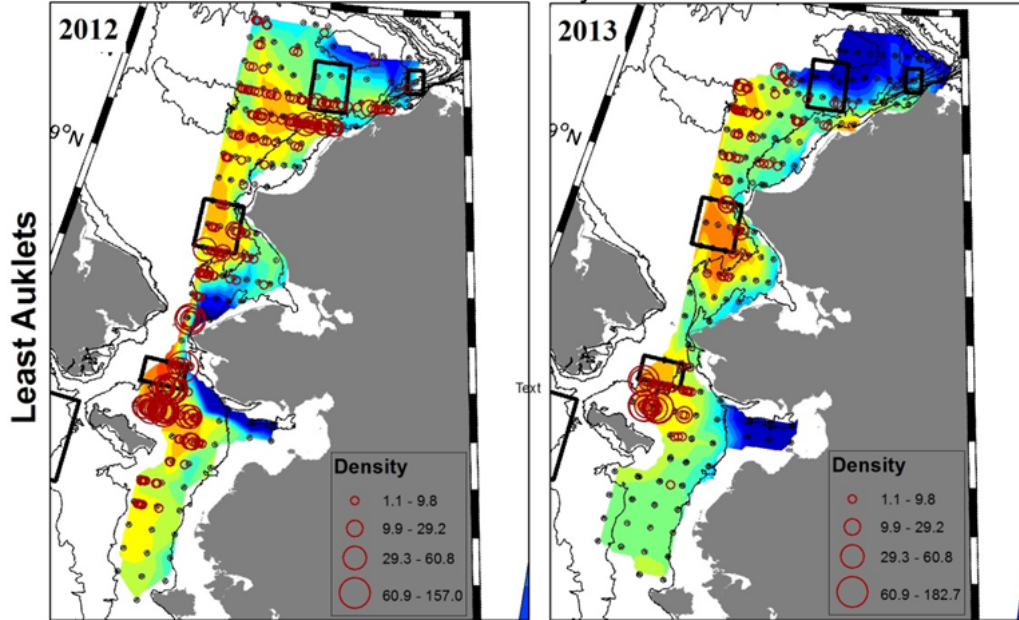 Least Auklets
2012
9°N
Density
1.1 - 9.8
9.9 - 29.2
29.3 - 60.8
60.9 - 157.0
Text
2013
9°N
Density
1.1 - 9.8
9.9 - 29.2
29.3 - 60.8
60.9 - 182.7